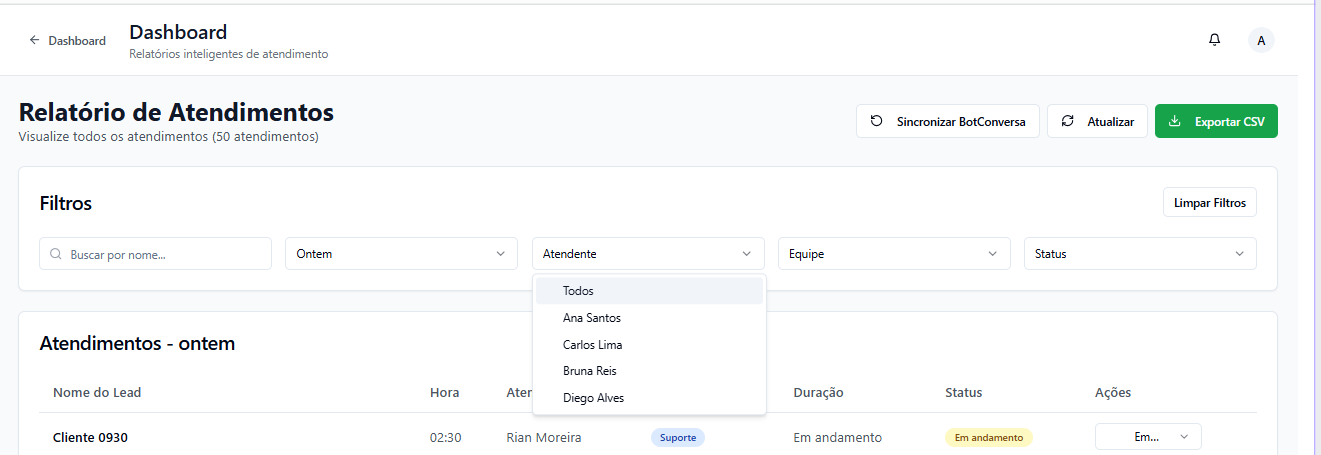 Dashboard
Dashboard
Relatórios inteligentes de atendimento
A
Relatório de Atendimentos
Visualize todos os atendimentos (50 atendimentos)
Sincronizar BotConversa
Atualizar
Exportar CSV
Filtros
Limpar Filtros
Buscar por nome...
Ontem
Atendente
Equipe
Status
Todos
Ana Santos
Carlos Lima
Bruna Reis
Diego Alves
Atendimentos - ontem
Nome do Lead Hora Duração Status Ações
Cliente 0930 02:30 Rian Moreira Suporte Em andamento Em andamento Em...